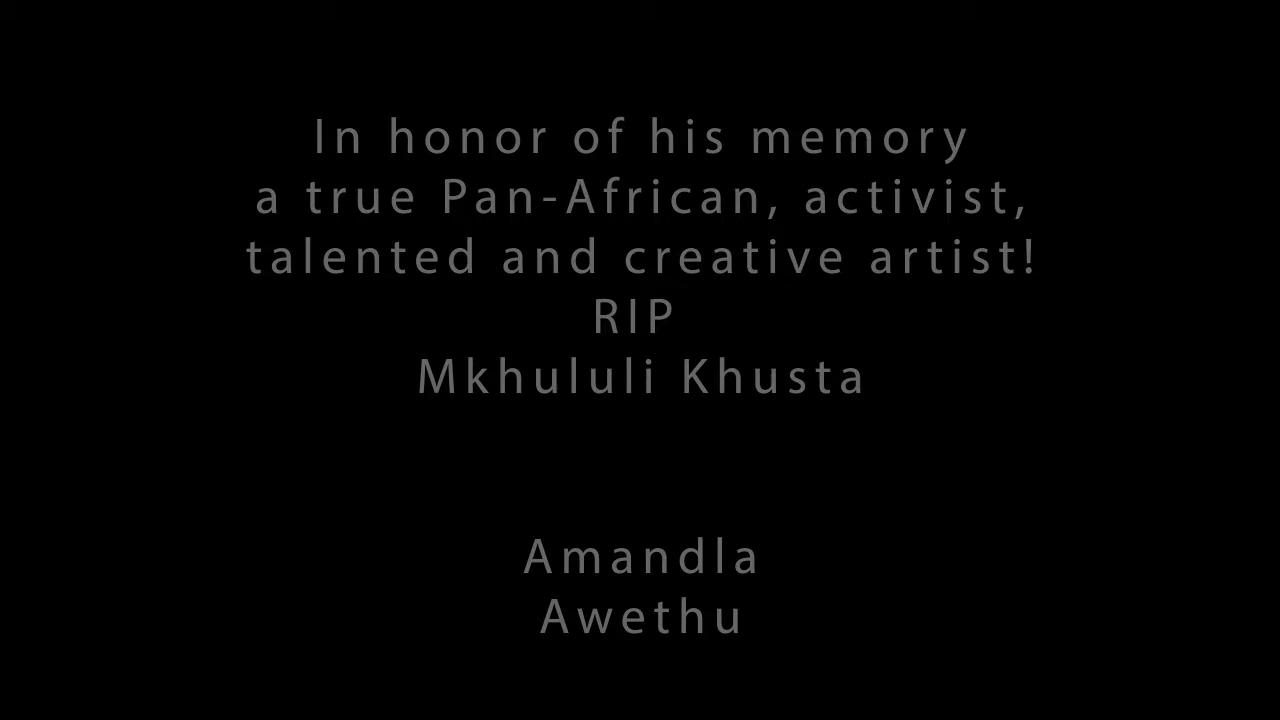 In honor of his memory
a true Pan-African, activist,
talented and creative artist!
RIP
Mkhululi Khusta
Amandla
Awethu